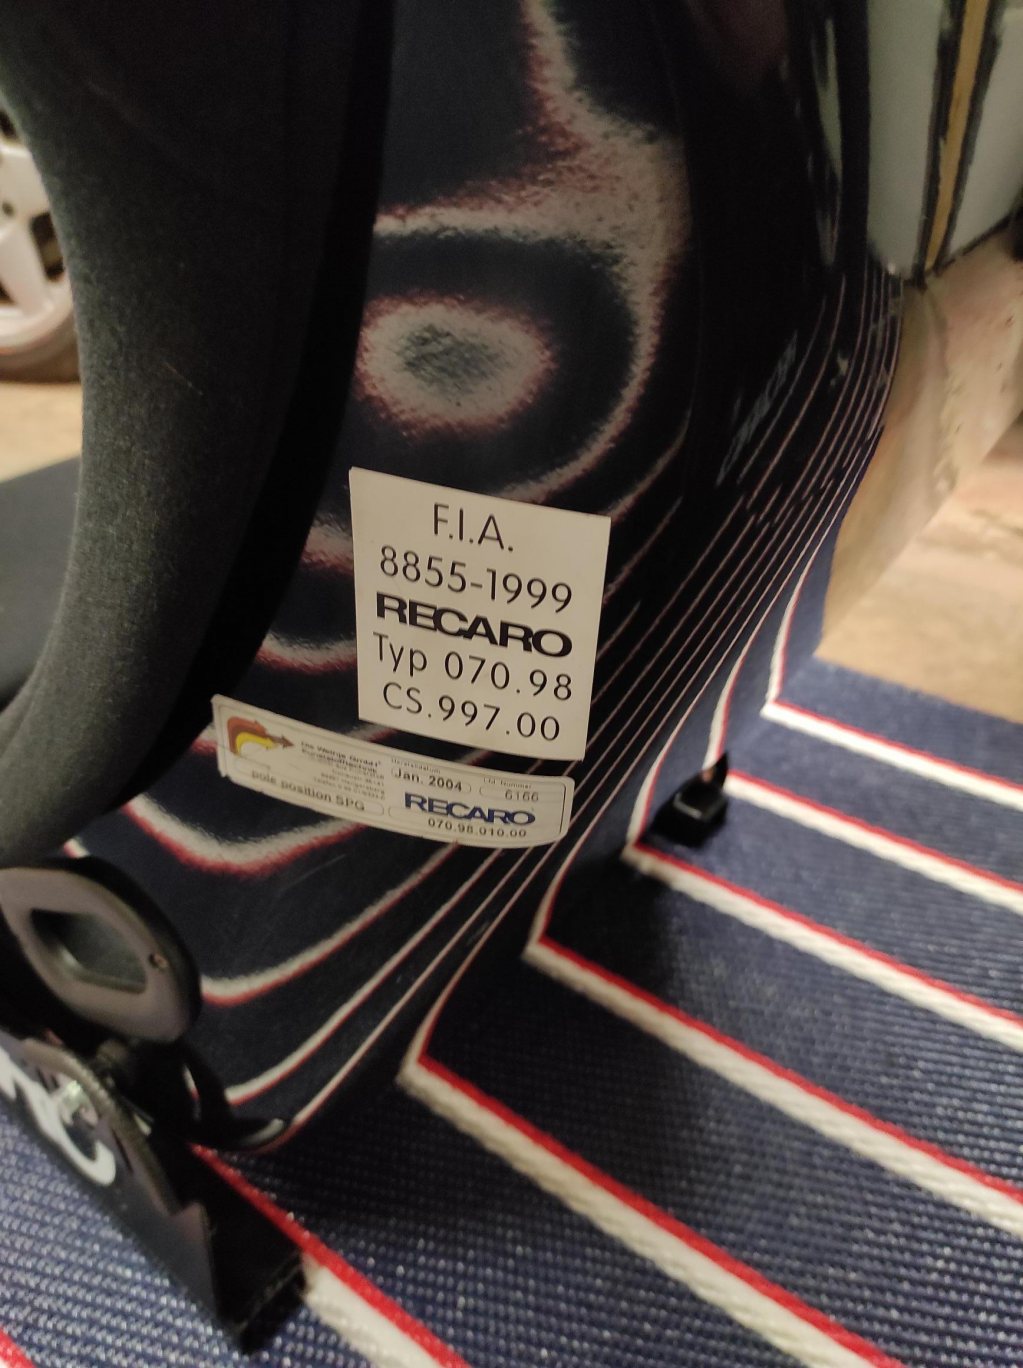 F.I.A.
8855-1999
RECARO
Typ 070.98
CS.997.00
Jan. 2004
6166
pole position SPG
RECARO
070.98.010.00